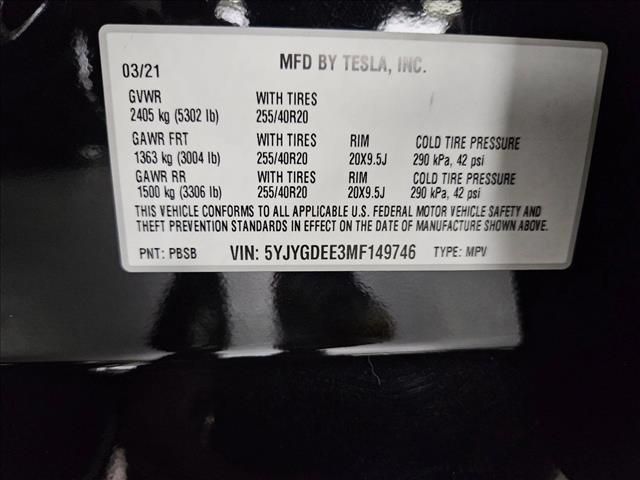 MFD BY TESLA, INC.
03/21
GVWR WITH TIRES
2405 kg (5302 lb) 255/40R20
GAWR FRT WITH TIRES RIM COLD TIRE PRESSURE
1363 kg (3004 lb) 255/40R20 20X9.5J 290 kPa, 42 psi
GAWR RR WITH TIRES RIM COLD TIRE PRESSURE
1500 kg (3306 lb) 255/40R20 20X9.5J 290 kPa, 42 psi
THIS VEHICLE CONFORMS TO ALL APPLICABLE U.S. FEDERAL MOTOR VEHICLE SAFETY AND
THEFT PREVENTION STANDARDS IN EFFECT ON THE DATE OF MANUFACTURE SHOWN ABOVE.
PNT: PBSB VIN: 5YJYGDEE3MF149746 TYPE: MPV